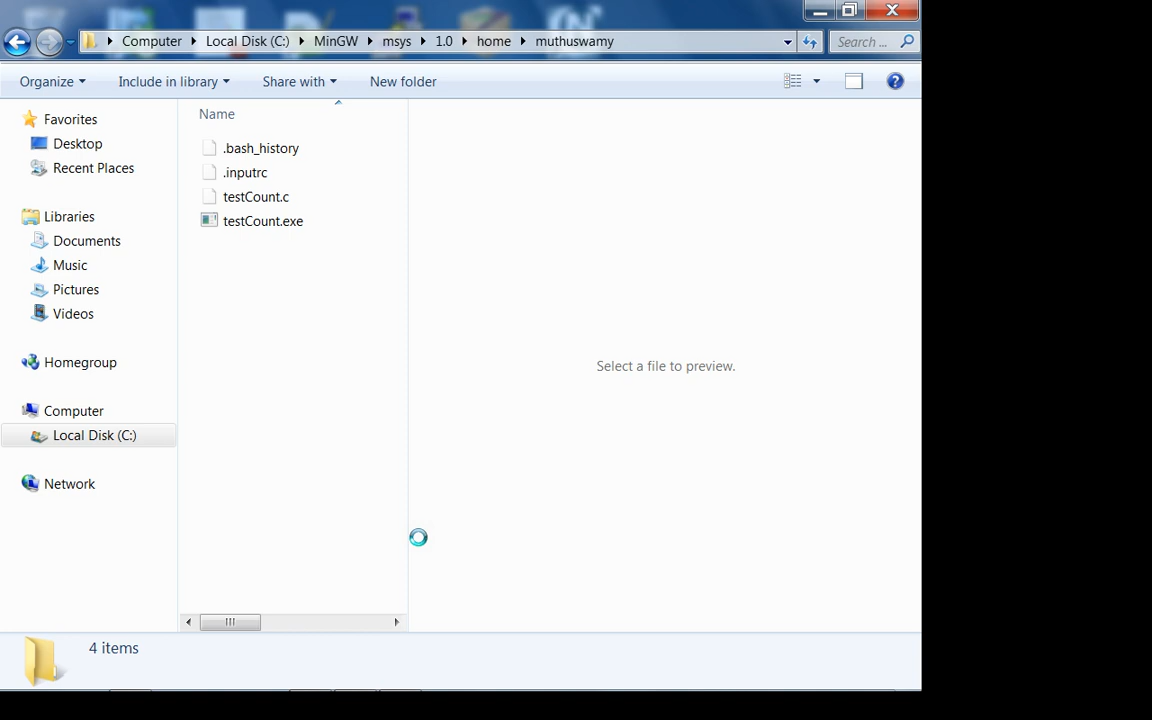 Computer Local Disk (C:) MinGW msys 1.0 home muthuswamy Search ...
Organize Include in library Share with New folder
Favorites
Desktop
Recent Places
Libraries
Documents
Music
Pictures
Videos
Homegroup
Computer
Local Disk (C:)
Network
Name
.bash_history
.inputrc
testCount.c
testCount.exe
Select a file to preview.
4 items